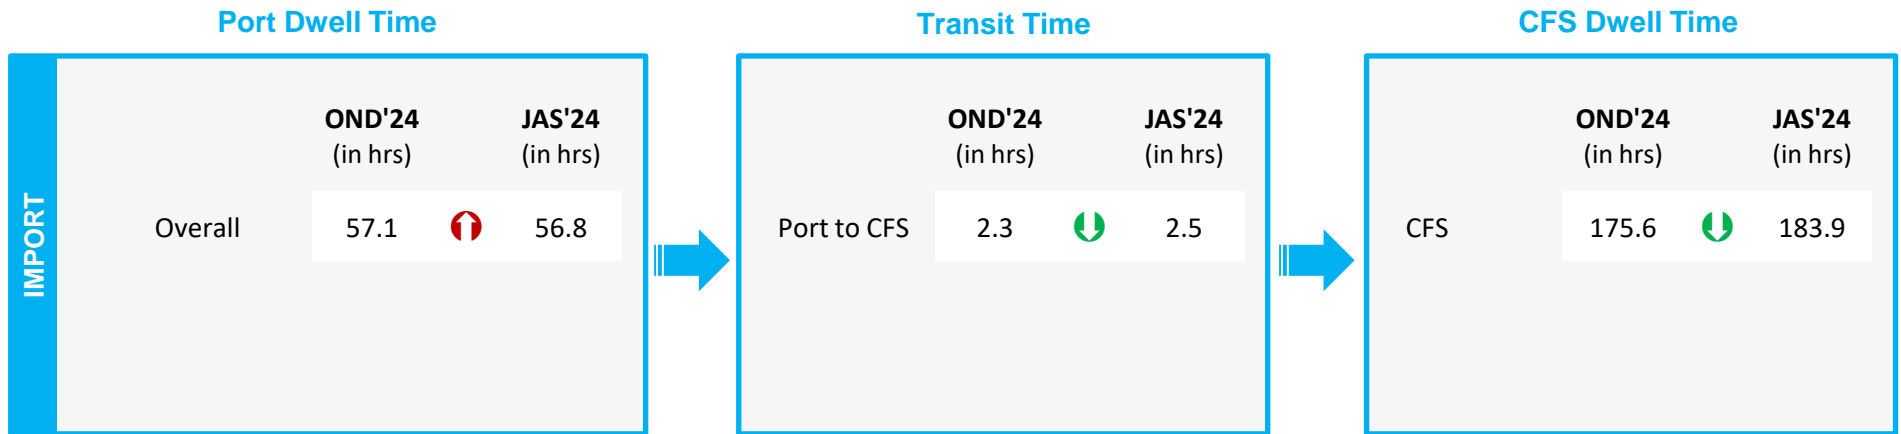 Port Dwell Time
Transit Time
CFS Dwell Time
IMPORT
OND'24 JAS'24
(in hrs) (in hrs)
Overall 57.1 56.8
OND'24 JAS'24
(in hrs) (in hrs)
Port to CFS 2.3 2.5
OND'24 JAS'24
(in hrs) (in hrs)
CFS 175.6 183.9